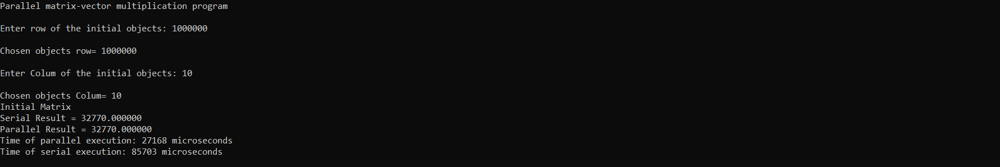 Parallel matrix-vector multiplication program
Enter row of the initial objects: 1000000
Chosen objects row= 1000000
Enter Colum of the initial objects: 10
Chosen objects Colum= 10
Initial Matrix
Serial Result = 32770.000000
Parallel Result = 32770.000000
Time of parallel execution: 27168 microseconds
Time of serial execution: 85703 microseconds